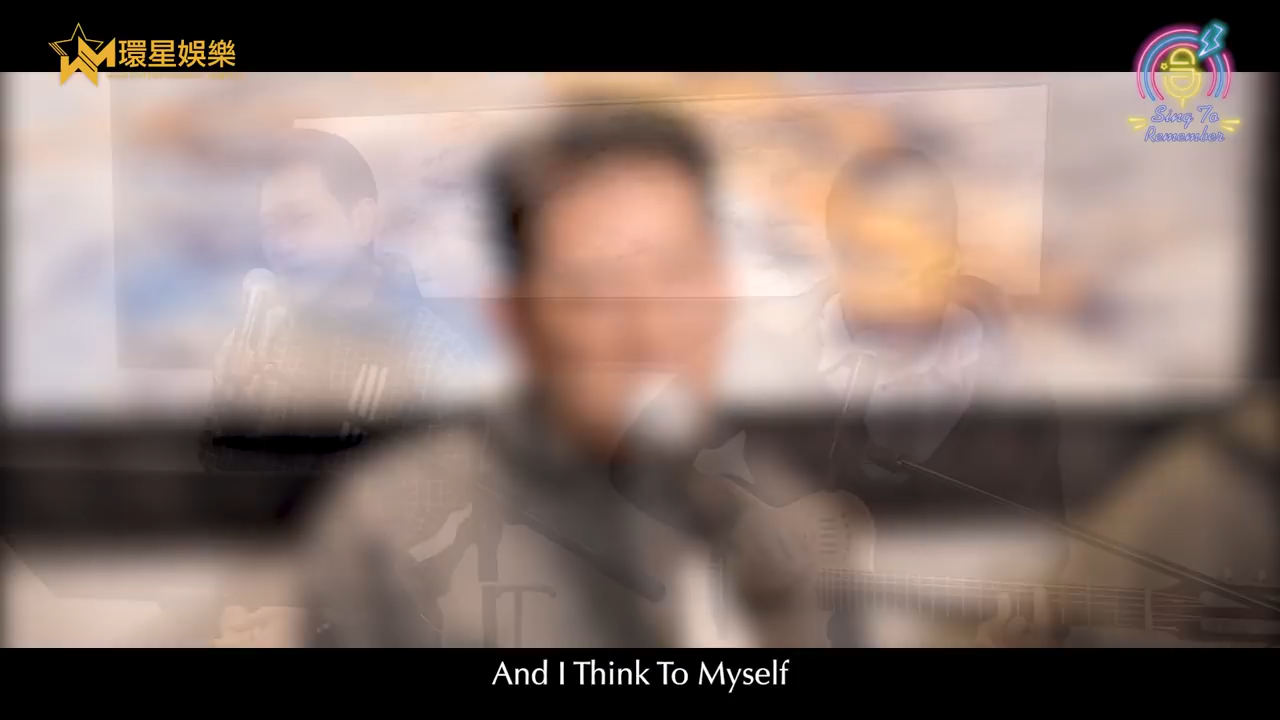 環星娛樂
Sing To
Remember
And I Think To Myself